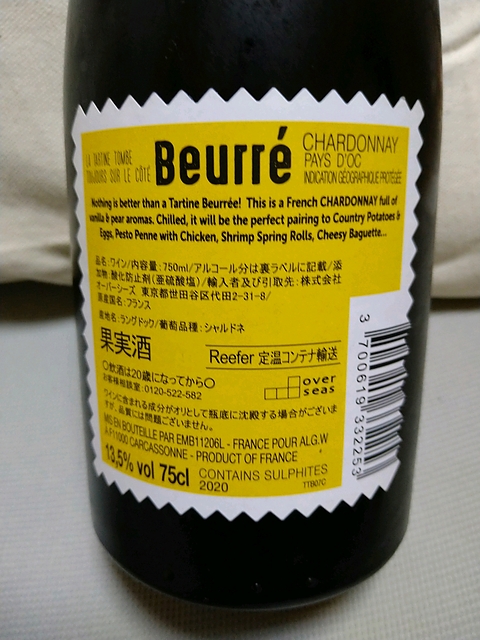 LA TARTINE TOMBE
TOUJOURS SUR LE CÔTÉ
Beurré
CHARDONNAY
PAYS D'OC
INDICATION GÉOGRAPHIQUE PROTÉGÉE
Nothing is better than a Tartine Beurrée! This is a French CHARDONNAY full of
vanilla & pear aromas. Chilled, it will be the perfect pairing to Country Potatoes &
Eggs, Pesto Penne with Chicken, Shrimp Spring Rolls, Cheesy Baguette...
品名:ワイン/内容量:750ml/アルコール分は裏ラベルに記載/添
加物:酸化防止剤(亜硫酸塩)/輸入者及び引取先:株式会社
オーバーシーズ 東京都世田谷区代田2-31-8/
原産国名:フランス
産地名:ラングドック/葡萄品種:シャルドネ
果実酒
Reefer 定温コンテナ輸送
〇飲酒は20歳になってから〇
お客様相談室:0120-522-582
over
seas
ワインに含まれる成分がオリとして瓶底に沈殿する場合がございま
すが、品質には問題ございません。
MIS EN BOUTEILLE PAR EMB11206L - FRANCE POUR ALG.W
A F11000 CARCASSONNE - PRODUCT OF FRANCE
13,5% vol 75cl
CONTAINS SULPHITES
2020
TTB07C
3 700619 332253